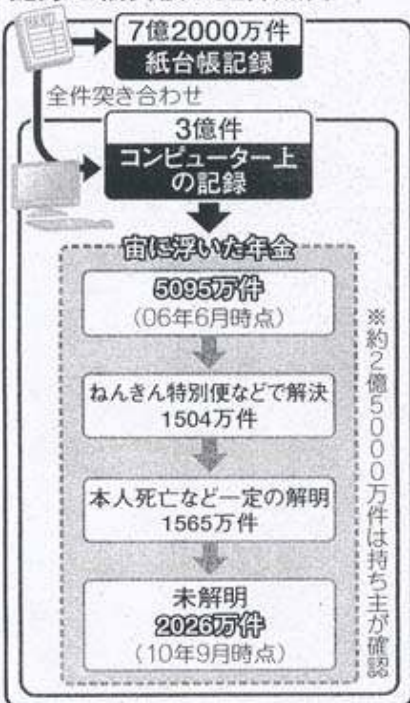 7億2000万件
紙台帳記録
全件突き合わせ
3億件
コンピューター上
の記録
宙に浮いた年金
5095万件
(06年6月時点)
ねんきん特別便などで解決
1504万件
本人死亡など一定の解明
1565万件
未解明
2026万件
(10年9月時点)
※約2億5000万件は持ち主が確認